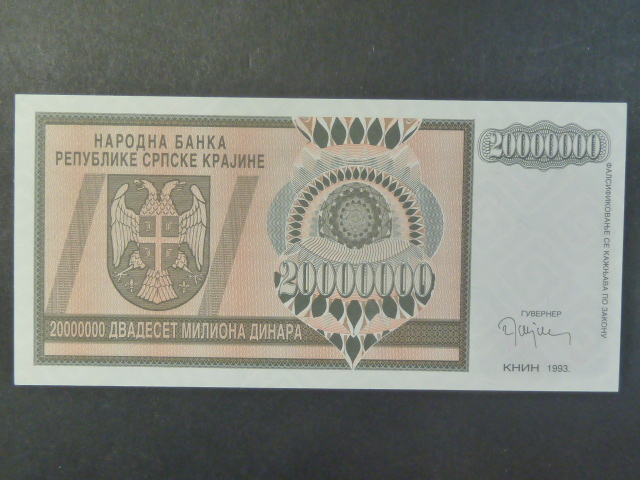 НАРОДНА БАНКА
РЕПУБЛИКЕ СРПСКЕ КРАЈИНЕ
20000000
20000000
20000000 ДВАДЕСЕТ МИЛИОНА ДИНАРА
ФАЛСИФИКОВАЊЕ СЕ КАЖЊАВА ПО ЗАКОНУ
ГУВЕРНЕР
КНИН 1993.